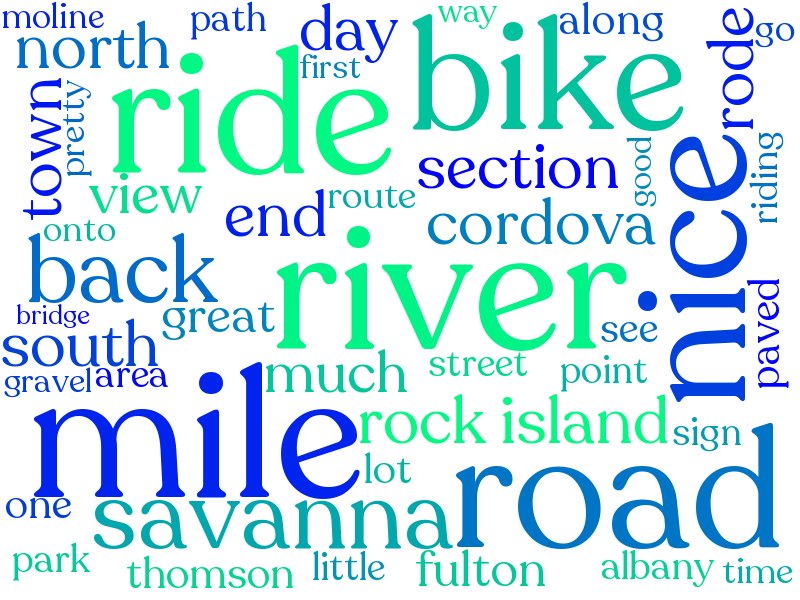 moline
path
day
way
along
go
north
ride
first
bike
rode
town
pretty
view
end
route
section
good
nice
riding
onto
back
river
cordova
bridge
great
see
paved
south
gravel
area
much
street
point
mile
rock island
sign
one
savanna
lot
road
park
thomson
little
fulton
albany
time